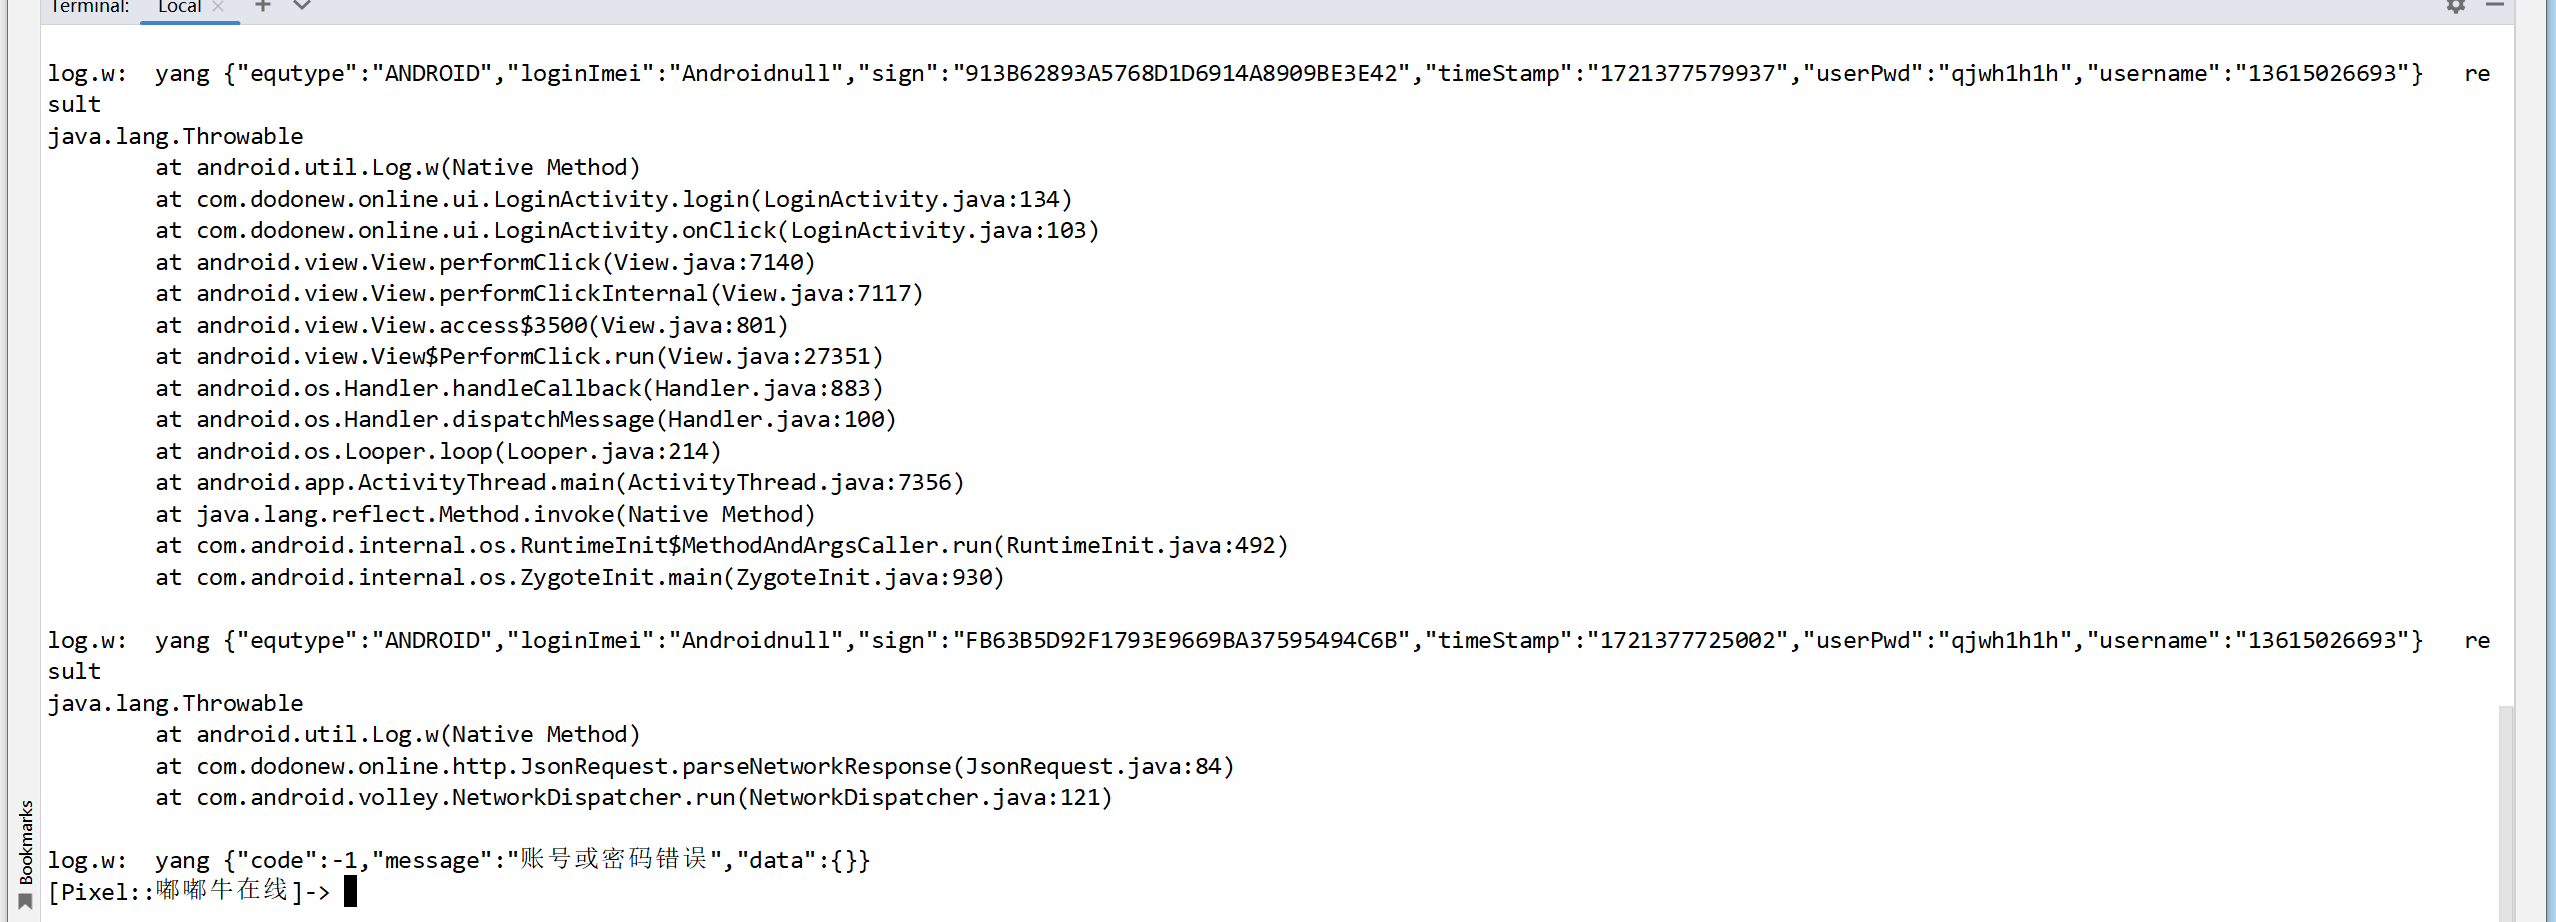 Terminal: Local
log.w:  yang {"equtype":"ANDROID","loginImei":"Androidnull","sign":"913B62893A5768D1D6914A8909BE3E42","timeStamp":"1721377579937","userPwd":"qjwh1h1h","username":"13615026693"}   re
sult
java.lang.Throwable
        at android.util.Log.w(Native Method)
        at com.dodonew.online.ui.LoginActivity.login(LoginActivity.java:134)
        at com.dodonew.online.ui.LoginActivity.onClick(LoginActivity.java:103)
        at android.view.View.performClick(View.java:7140)
        at android.view.View.performClickInternal(View.java:7117)
        at android.view.View.access$3500(View.java:801)
        at android.view.View$PerformClick.run(View.java:27351)
        at android.os.Handler.handleCallback(Handler.java:883)
        at android.os.Handler.dispatchMessage(Handler.java:100)
        at android.os.Looper.loop(Looper.java:214)
        at android.app.ActivityThread.main(ActivityThread.java:7356)
        at java.lang.reflect.Method.invoke(Native Method)
        at com.android.internal.os.RuntimeInit$MethodAndArgsCaller.run(RuntimeInit.java:492)
        at com.android.internal.os.ZygoteInit.main(ZygoteInit.java:930)
log.w:  yang {"equtype":"ANDROID","loginImei":"Androidnull","sign":"FB63B5D92F1793E9669BA37595494C6B","timeStamp":"1721377725002","userPwd":"qjwh1h1h","username":"13615026693"}   re
sult
java.lang.Throwable
        at android.util.Log.w(Native Method)
        at com.dodonew.online.http.JsonRequest.parseNetworkResponse(JsonRequest.java:84)
        at com.android.volley.NetworkDispatcher.run(NetworkDispatcher.java:121)
log.w:  yang {"code":-1,"message":"账号或密码错误","data":{}}
[Pixel::嘟嘟牛在线]->
Bookmarks